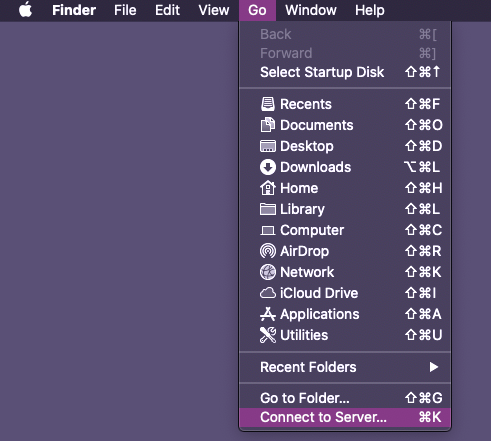 Finder File Edit View Go Window Help
Back ⌘[
Forward ⌘]
Select Startup Disk ⇧⌘↑
Recents ⇧⌘F
Documents ⇧⌘O
Desktop ⇧⌘D
Downloads ⌥⌘L
Home ⇧⌘H
Library ⇧⌘L
Computer ⇧⌘C
AirDrop ⇧⌘R
Network ⇧⌘K
iCloud Drive ⇧⌘I
Applications ⇧⌘A
Utilities ⇧⌘U
Recent Folders ▶
Go to Folder... ⇧⌘G
Connect to Server... ⌘K